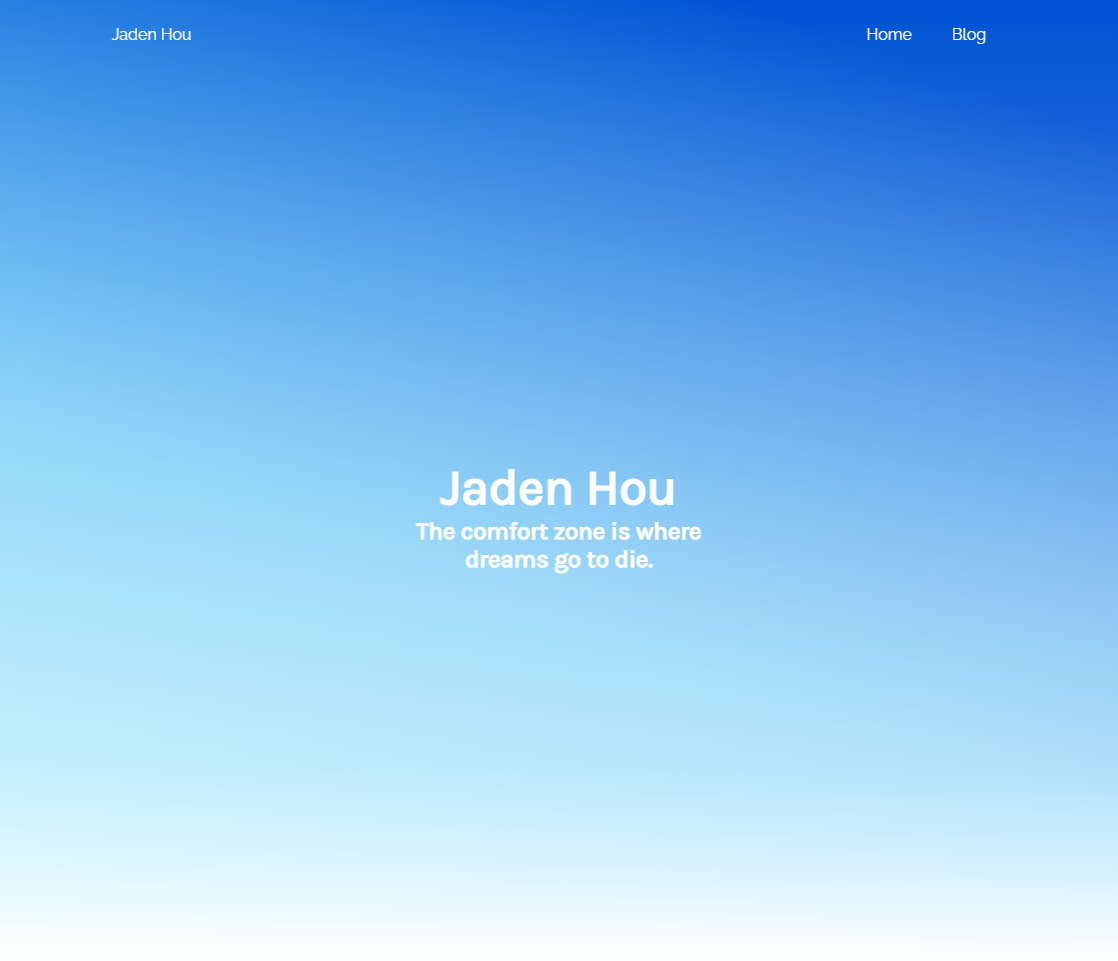 Jaden Hou
Home
Blog
Jaden Hou
The comfort zone is where
dreams go to die.